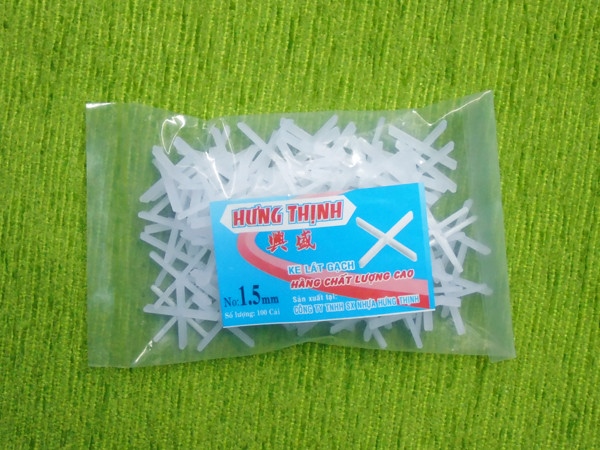 HƯNG THỊNH
興盛
KE LÁT GẠCH
HÀNG CHẤT LƯỢNG CAO
No: 1.5mm
Số lượng: 100 Cái
Sản xuất tại:
CÔNG TY TNHH SX NHỰA HƯNG THỊNH